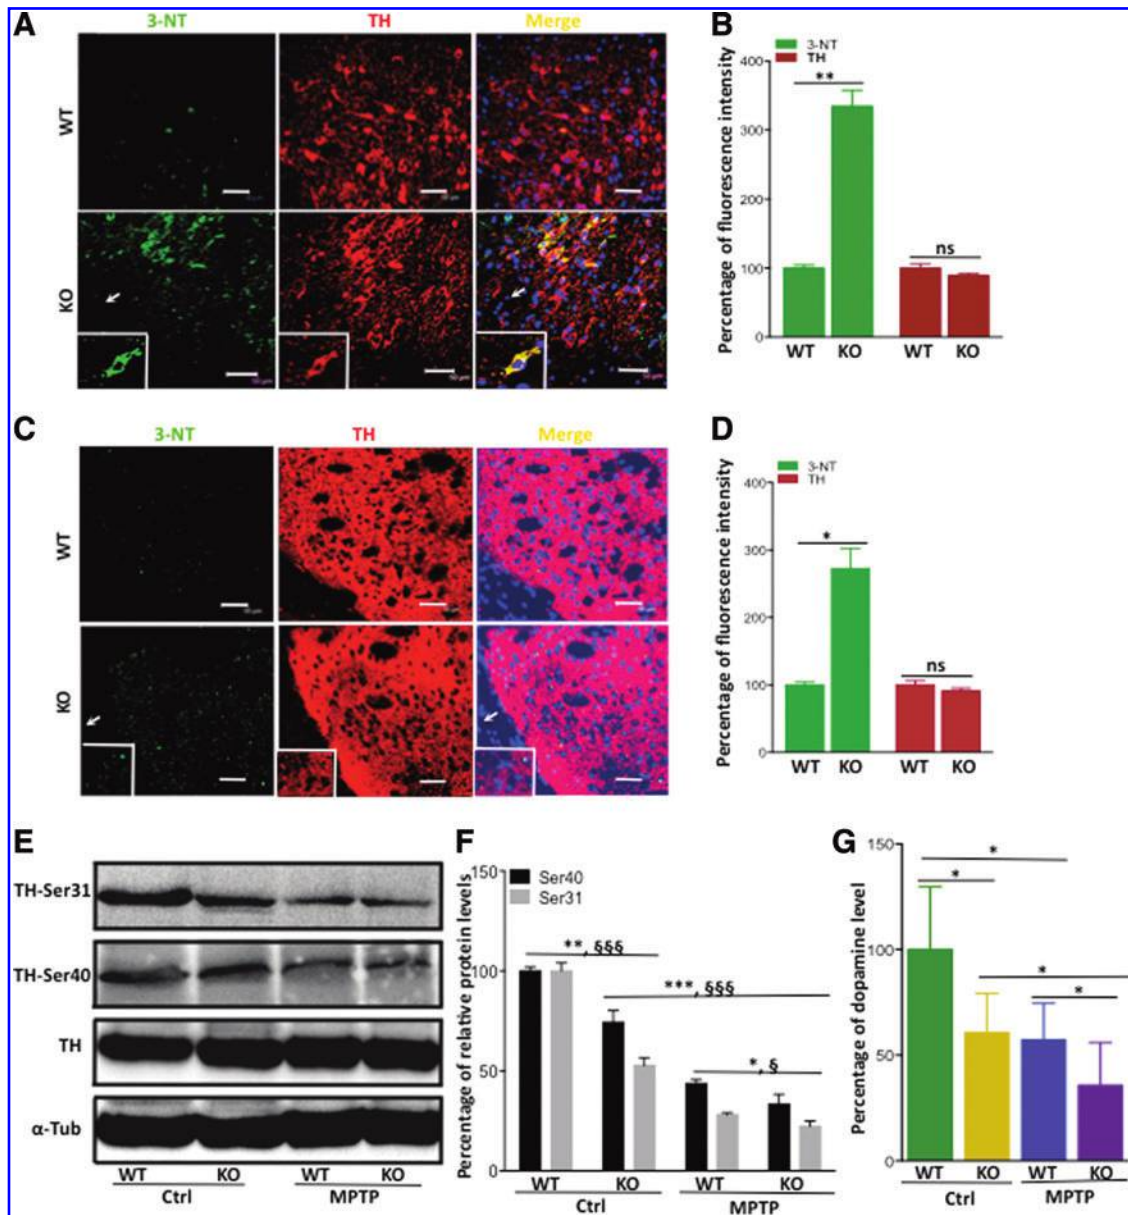 A
3-NT
TH
Merge
WT
KO
B
3-NT
TH
Percentage of fluorescence intensity
400
300
200
100
0
**
ns
WT
KO
WT
KO
C
3-NT
TH
Merge
WT
KO
D
3-NT
TH
Percentage of fluorescence intensity
400
300
200
100
0
*
ns
WT
KO
WT
KO
E
TH-Ser31
TH-Ser40
TH
α-Tub
WT
KO
WT
KO
Ctrl
MPTP
F
Percentage of relative protein levels
150
100
50
0
Ser40
Ser31
**, §§§
***, §§§
*, §
WT
KO
WT
KO
Ctrl
MPTP
G
Percentage of dopamine level
150
100
50
0
*
*
*
*
WT
KO
WT
KO
Ctrl
MPTP